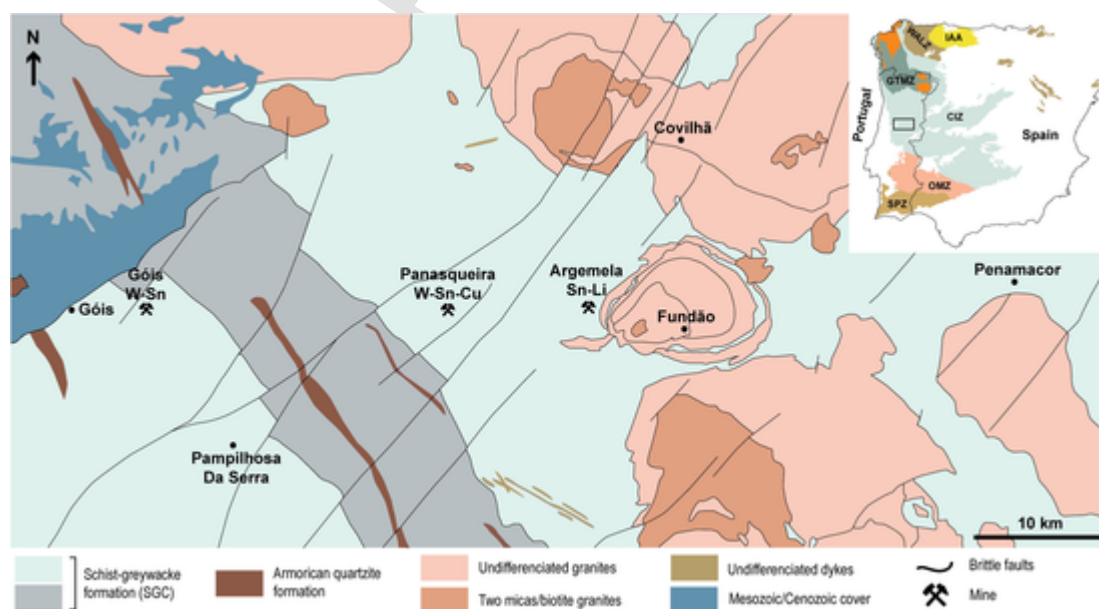 N
Covilhã
Góis
W-Sn
Góis
Panasqueira
W-Sn-Cu
Argemela
Sn-Li
Fundão
Penamacor
Pampilhosa
Da Serra
10 km
WALZ
IAA
GTMZ
CIZ
Portugal
Spain
OMZ
SPZ
Schist-greywacke
formation (SGC)
Armorican quartzite
formation
Undifferenciated granites
Two micas/biotite granites
Undifferenciated dykes
Mesozoic/Cenozoic cover
Brittle faults
Mine